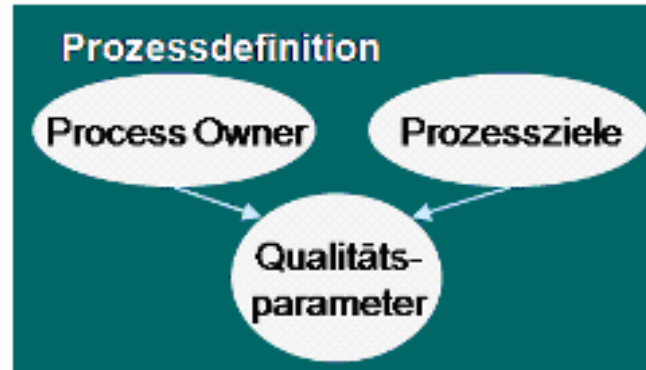 Prozessdefinition
Process Owner
Prozessziele
Qualitäts-
parameter